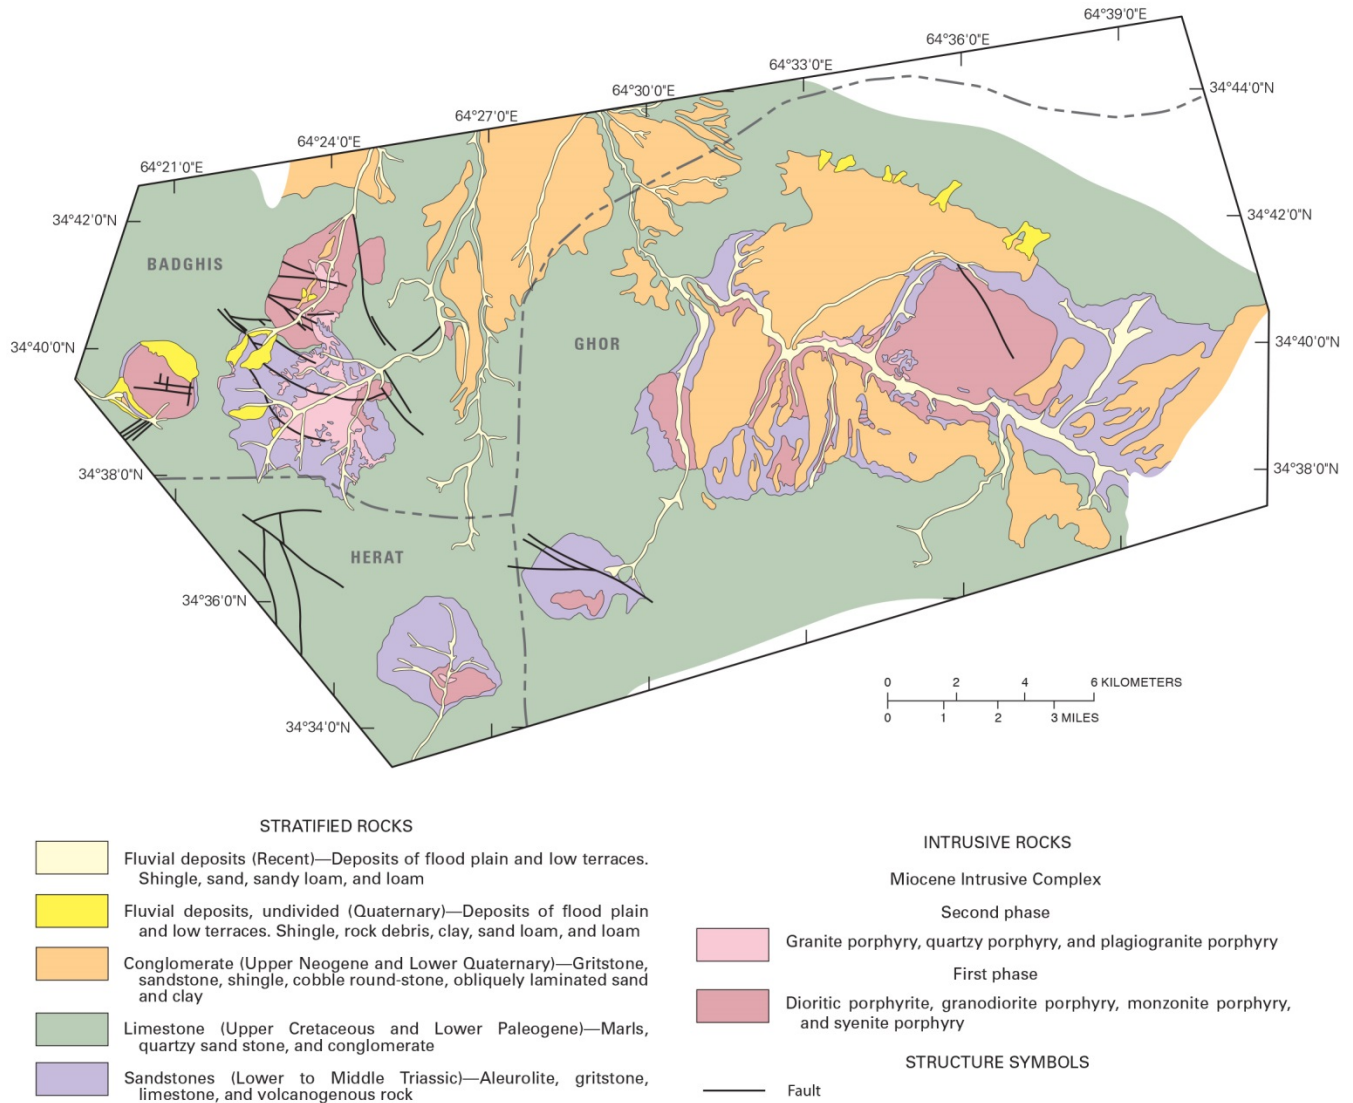 64°39'0"E
64°36'0"E
64°33'0"E
64°30'0"E
64°27'0"E
64°24'0"E
64°21'0"E
34°44'0"N
34°42'0"N
34°42'0"N
BADGHIS
GHOR
34°40'0"N
34°40'0"N
34°38'0"N
34°38'0"N
HERAT
34°36'0"N
34°34'0"N
0 2 4 6 KILOMETERS
0 1 2 3 MILES
STRATIFIED ROCKS
Fluvial deposits (Recent)—Deposits of flood plain and low terraces.
Shingle, sand, sandy loam, and loam
Fluvial deposits, undivided (Quaternary)—Deposits of flood plain
and low terraces. Shingle, rock debris, clay, sand loam, and loam
Conglomerate (Upper Neogene and Lower Quaternary)—Gritstone,
sandstone, shingle, cobble round-stone, obliquely laminated sand
and clay
Limestone (Upper Cretaceous and Lower Paleogene)—Marls,
quartzy sand stone, and conglomerate
Sandstones (Lower to Middle Triassic)—Aleurolite, gritstone,
limestone, and volcanogenous rock
INTRUSIVE ROCKS
Miocene Intrusive Complex
Second phase
Granite porphyry, quartzy porphyry, and plagiogranite porphyry
First phase
Dioritic porphyrite, granodiorite porphyry, monzonite porphyry,
and syenite porphyry
STRUCTURE SYMBOLS
Fault